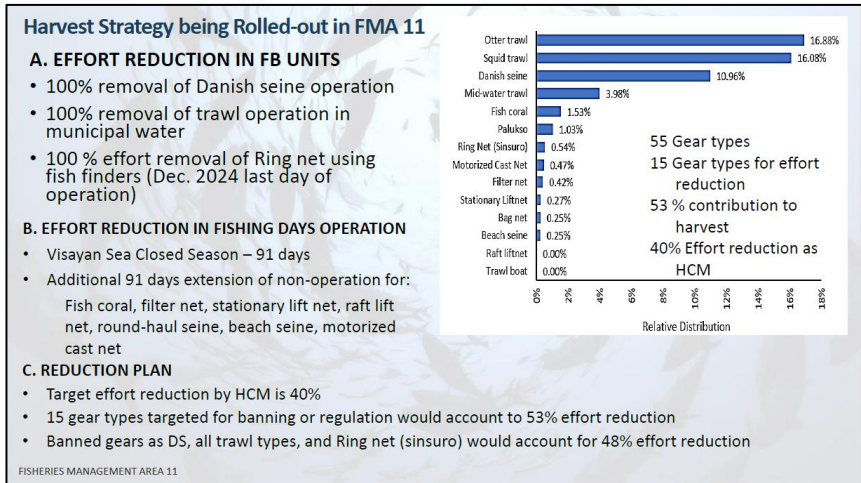 Harvest Strategy being Rolled-out in FMA 11
A. EFFORT REDUCTION IN FB UNITS
• 100% removal of Danish seine operation
• 100% removal of trawl operation in
municipal water
• 100 % effort removal of Ring net using
fish finders (Dec. 2024 last day of
operation)
B. EFFORT REDUCTION IN FISHING DAYS OPERATION
• Visayan Sea Closed Season – 91 days
• Additional 91 days extension of non-operation for:
Fish coral, filter net, stationary lift net, raft lift
net, round-haul seine, beach seine, motorized
cast net
C. REDUCTION PLAN
• Target effort reduction by HCM is 40%
• 15 gear types targeted for banning or regulation would account to 53% effort reduction
• Banned gears as DS, all trawl types, and Ring net (sinsuro) would account for 48% effort reduction
FISHERIES MANAGEMENT AREA 11
Otter trawl 16.88%
Squid trawl 16.08%
Danish seine 10.96%
Mid-water trawl 3.98%
Fish coral 1.53%
Palukso 1.03%
Ring Net (Sinsuro) 0.54%
Motorized Cast Net 0.47%
Filter net 0.42%
Stationary Liftnet 0.27%
Bag net 0.25%
Beach seine 0.25%
Raft liftnet 0.00%
Trawl boat 0.00%
0% 2% 4% 6% 8% 10% 12% 14% 16% 18%
Relative Distribution
55 Gear types
15 Gear types for effort
reduction
53 % contribution to
harvest
40% Effort reduction as
HCM